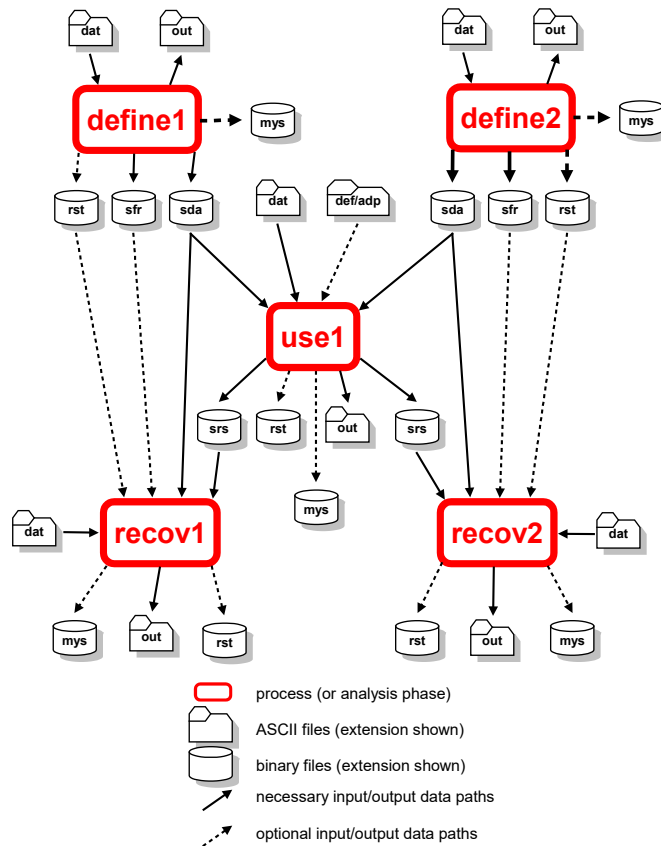 dat
out
dat
out
define1
mys
define2
mys
rst
sfr
sda
dat
def/adp
sda
sfr
rst
use1
srs
rst
out
srs
mys
dat
recov1
recov2
dat
mys
out
rst
rst
out
mys
process (or analysis phase)
ASCII files (extension shown)
binary files (extension shown)
necessary input/output data paths
optional input/output data paths